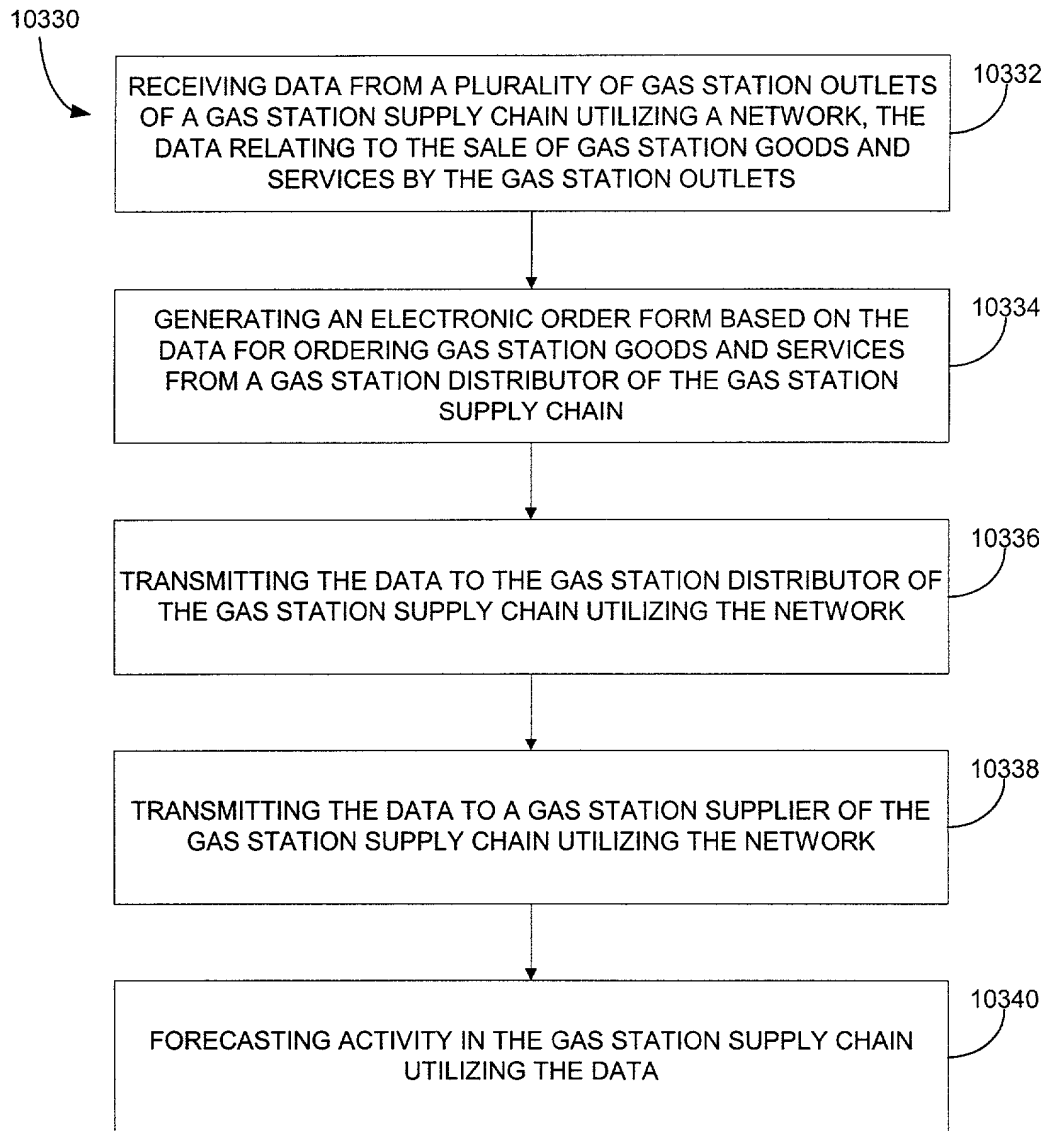 10330
RECEIVING DATA FROM A PLURALITY OF GAS STATION OUTLETS
OF A GAS STATION SUPPLY CHAIN UTILIZING A NETWORK, THE
DATA RELATING TO THE SALE OF GAS STATION GOODS AND
SERVICES BY THE GAS STATION OUTLETS
10332
GENERATING AN ELECTRONIC ORDER FORM BASED ON THE
DATA FOR ORDERING GAS STATION GOODS AND SERVICES
FROM A GAS STATION DISTRIBUTOR OF THE GAS STATION
SUPPLY CHAIN
10334
TRANSMITTING THE DATA TO THE GAS STATION DISTRIBUTOR OF
THE GAS STATION SUPPLY CHAIN UTILIZING THE NETWORK
10336
TRANSMITTING THE DATA TO A GAS STATION SUPPLIER OF THE
GAS STATION SUPPLY CHAIN UTILIZING THE NETWORK
10338
FORECASTING ACTIVITY IN THE GAS STATION SUPPLY CHAIN
UTILIZING THE DATA
10340